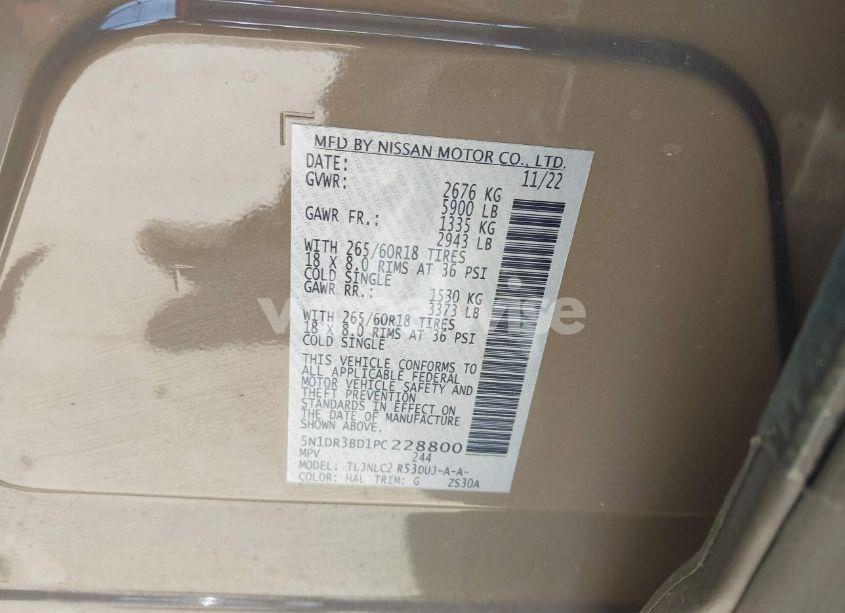 MFD BY NISSAN MOTOR CO., LTD.
DATE: 11/22
GVWR: 2676 KG
5900 LB
GAWR FR.: 1335 KG
2943 LB
WITH 265/60R18 TIRES
18 X 8.0 RIMS AT 36 PSI
COLD SINGLE
GAWR RR.: 1530 KG
3373 LB
WITH 265/60R18 TIRES
18 X 8.0 RIMS AT 36 PSI
COLD SINGLE
THIS VEHICLE CONFORMS TO
ALL APPLICABLE FEDERAL
MOTOR VEHICLE SAFETY AND
THEFT PREVENTION
STANDARDS IN EFFECT ON
THE DATE OF MANUFACTURE
SHOWN ABOVE.
5N1DR3BD1PC228800
MPV 244
MODEL: TLJNLC2 R53DUJ-A-A-
COLOR: HAL TRIM: G 2S30A